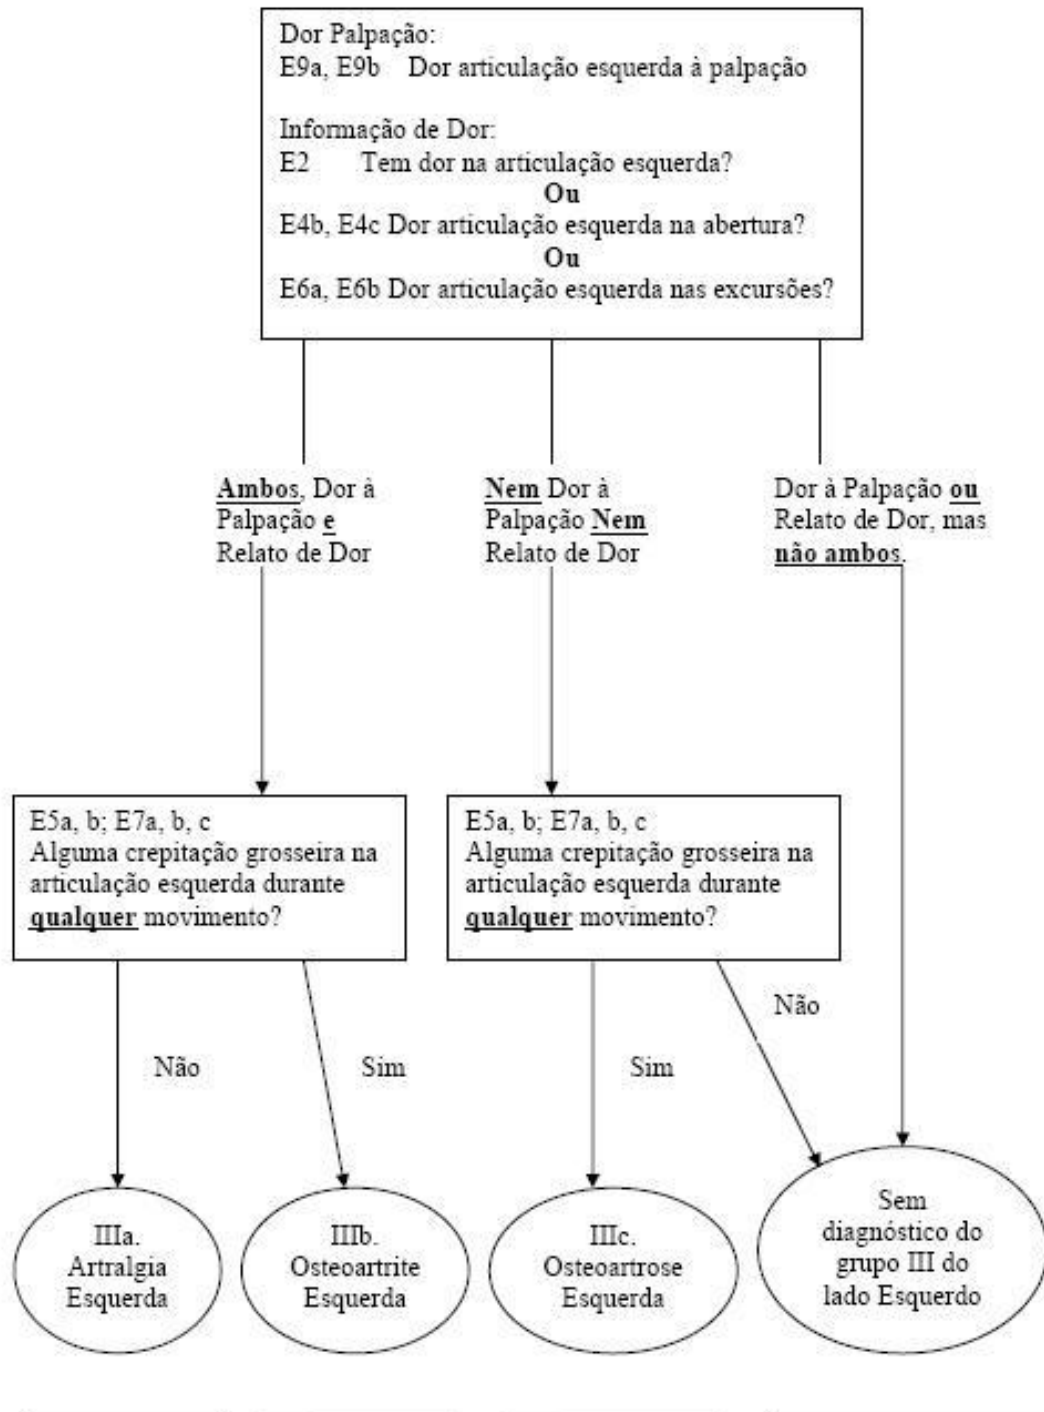 Dor Palpação:
E9a, E9b Dor articulação esquerda à palpação
Informação de Dor:
E2 Tem dor na articulação esquerda?
Ou
E4b, E4c Dor articulação esquerda na abertura?
Ou
E6a, E6b Dor articulação esquerda nas excursões?
Ambos, Dor à
Palpação e
Relato de Dor
Nem Dor à
Palpação Nem
Relato de Dor
Dor à Palpação ou
Relato de Dor, mas
não ambos.
E5a, b; E7a, b, c
Alguma crepitação grosseira na
articulação esquerda durante
qualquer movimento?
E5a, b; E7a, b, c
Alguma crepitação grosseira na
articulação esquerda durante
qualquer movimento?
Não
Sim
Sim
Não
IIIa.
Artralgia
Esquerda
IIIb.
Osteoartrite
Esquerda
IIIc.
Osteoartrose
Esquerda
Sem
diagnóstico do
grupo III do
lado Esquerdo